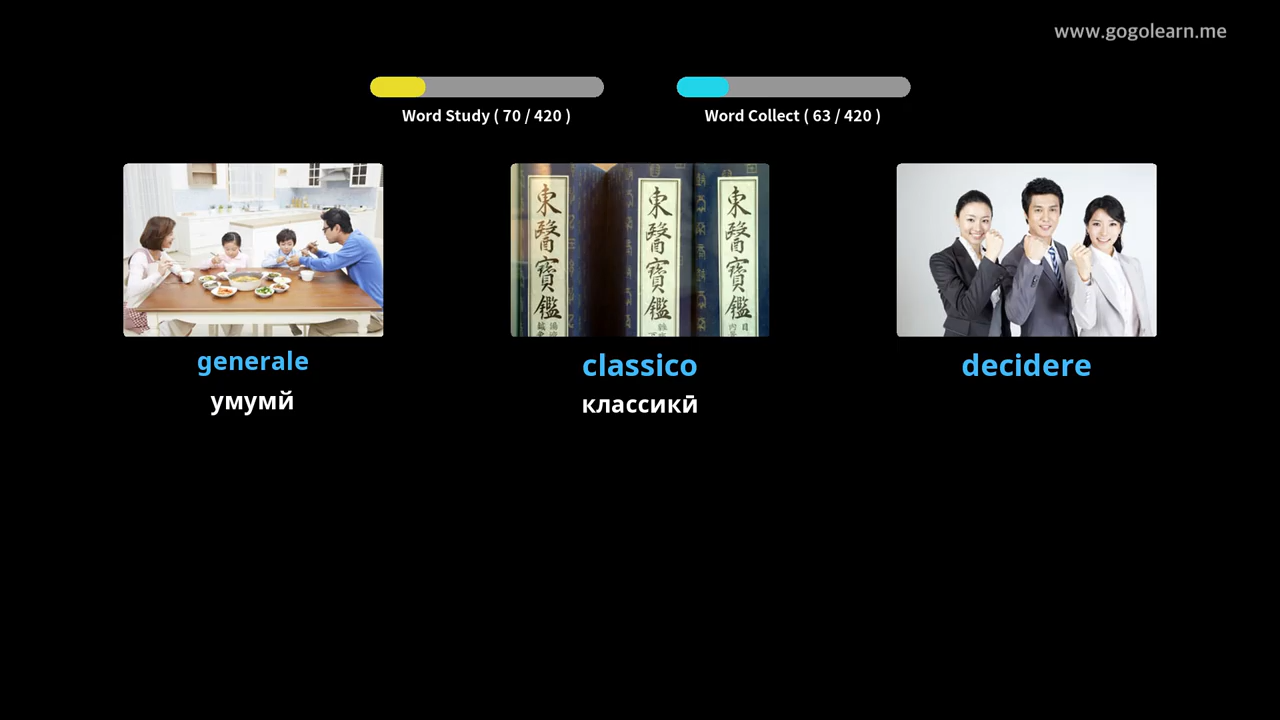 www.gogolearn.me
Word Study ( 70 / 420 )
Word Collect ( 63 / 420 )
東醫寶鑑
東醫寶鑑
東醫寶鑑
generale
умумӣ
classico
классикӣ
decidere